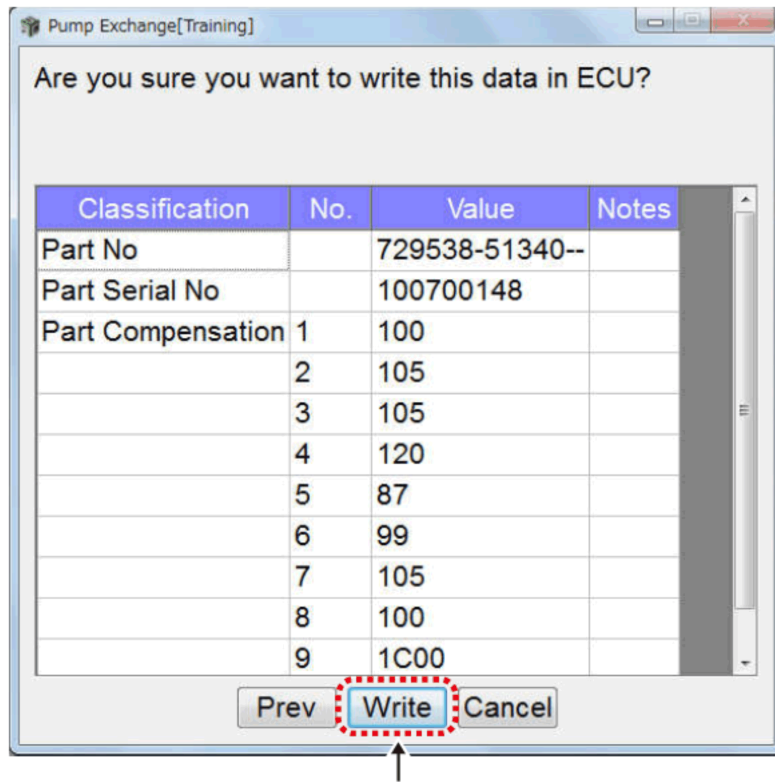 Pump Exchange[Training]
Are you sure you want to write this data in ECU?
Classification No. Value Notes
Part No 729538-51340--
Part Serial No 100700148
Part Compensation 1 100
2 105
3 105
4 120
5 87
6 99
7 105
8 100
9 1C00
Prev Write Cancel